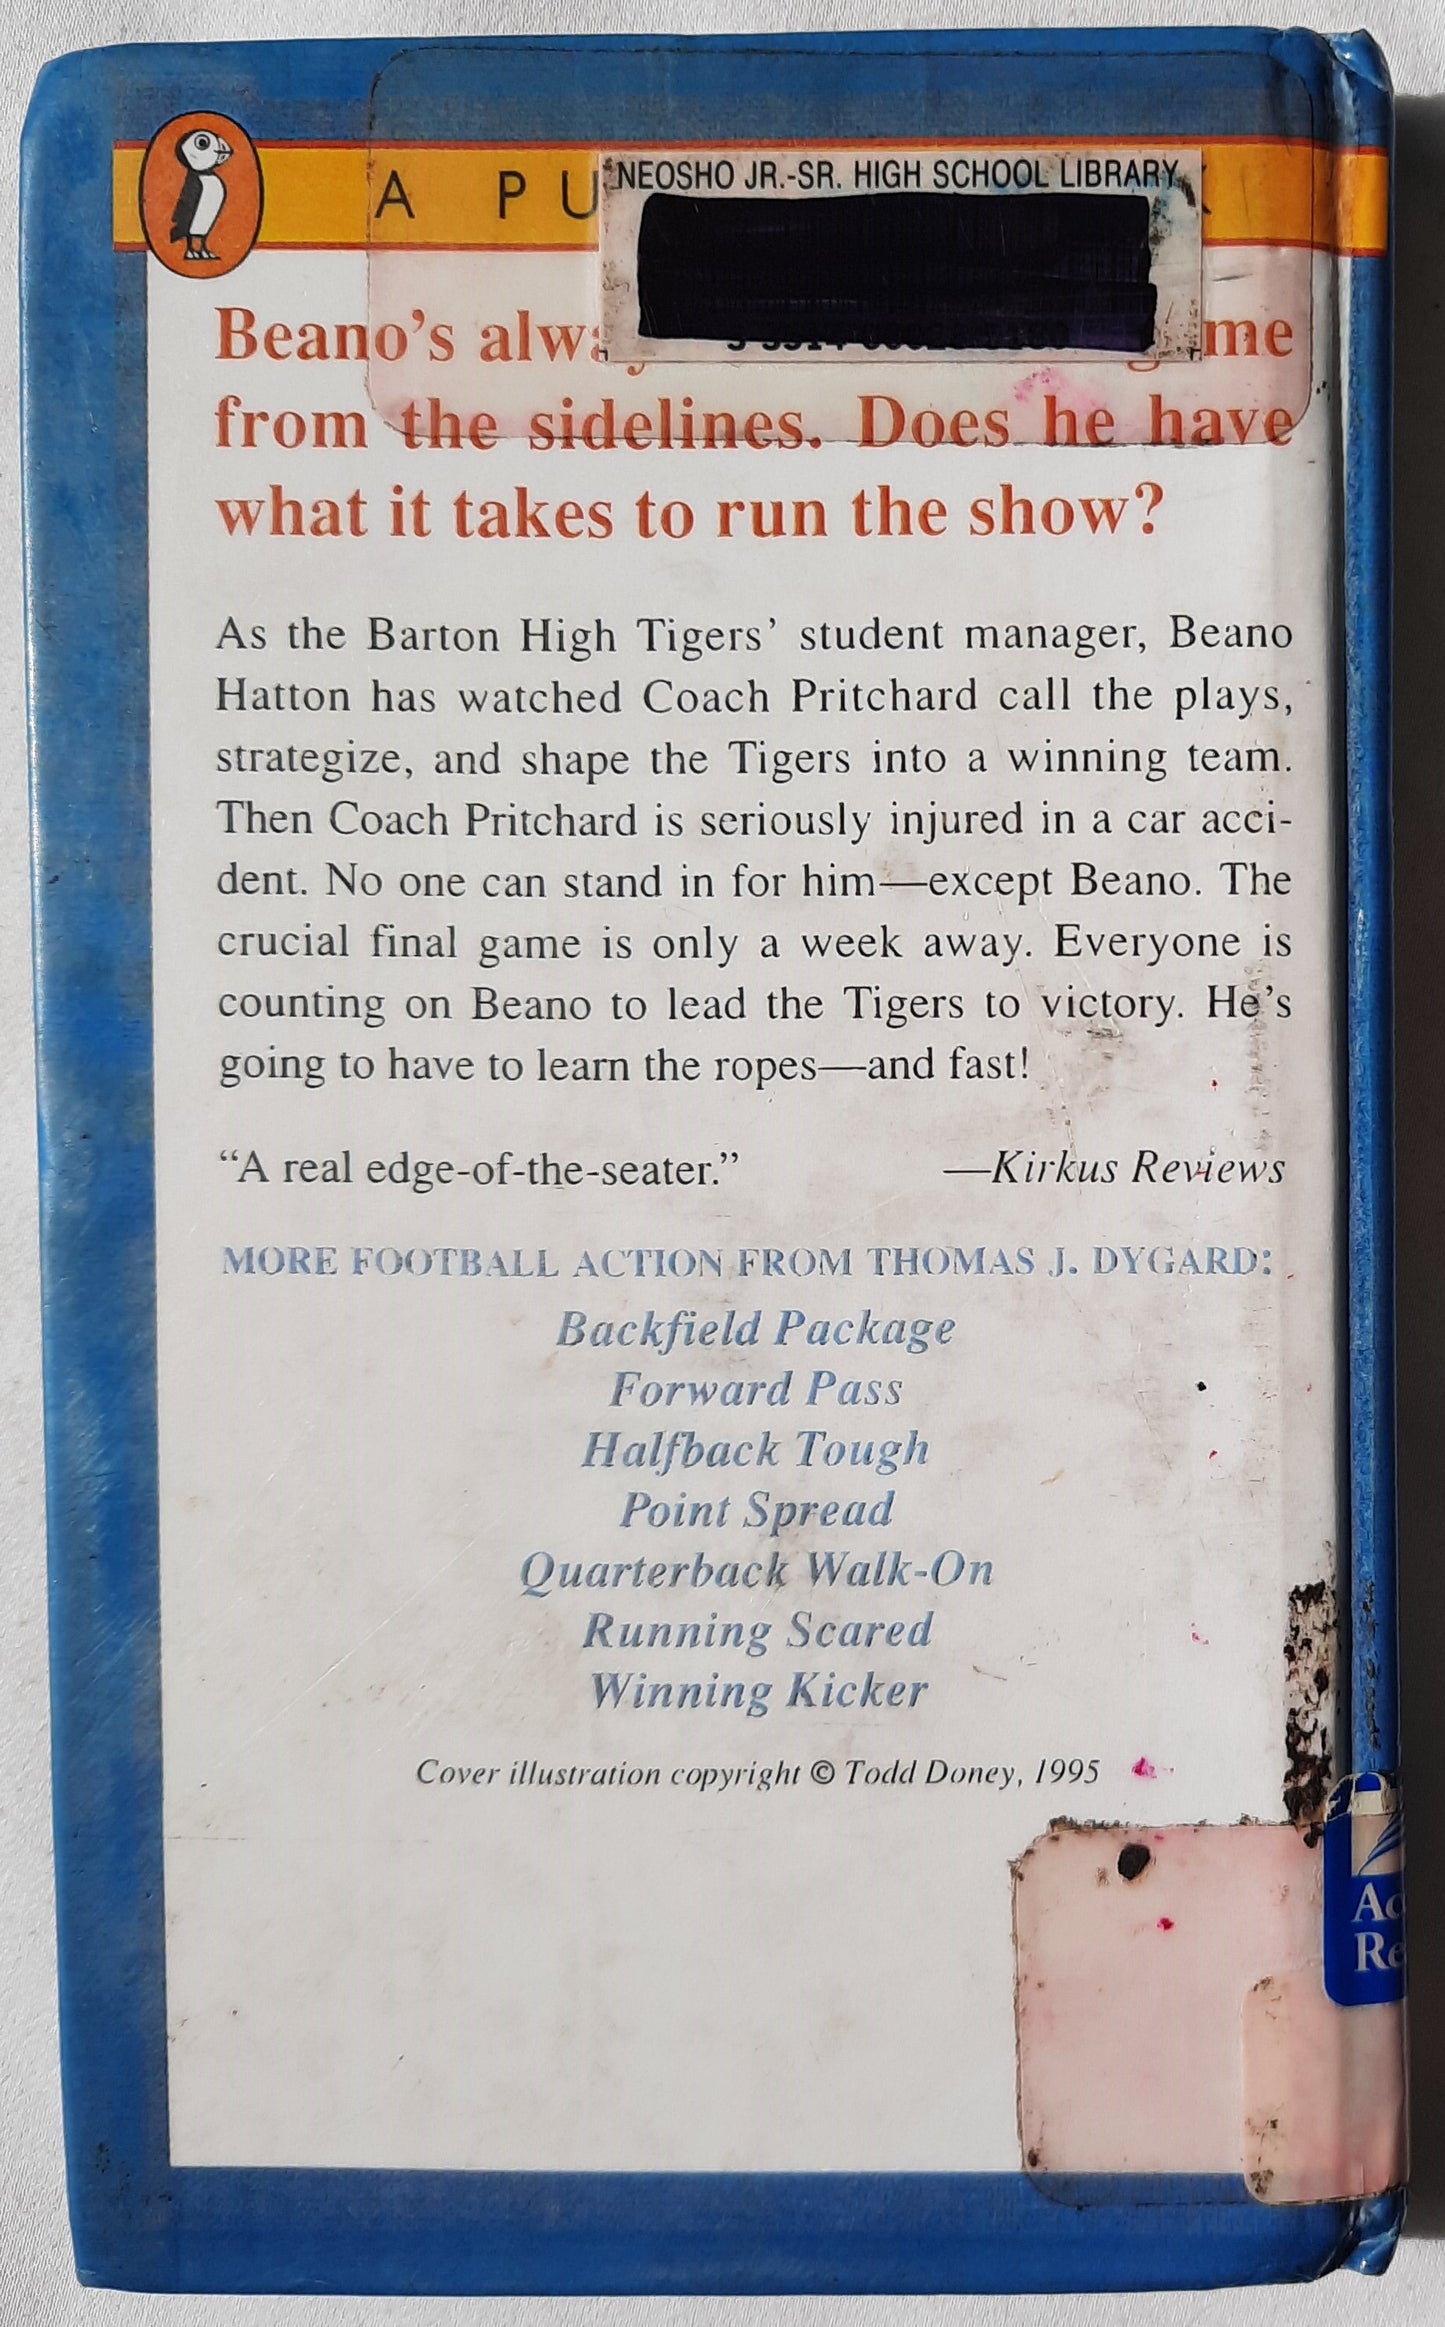 A PU
NEOSHO JR.-SR. HIGH SCHOOL LIBRARY
Beano's me
from the sidelines. Does he have
what it takes to run the show?
As the Barton High Tigers' student manager, Beano
Hatton has watched Coach Pritchard call the plays,
strategize, and shape the Tigers into a winning team.
Then Coach Pritchard is seriously injured in a car acci-
dent. No one can stand in for him—except Beano. The
crucial final game is only a week away. Everyone is
counting on Beano to lead the Tigers to victory. He's
going to have to learn the ropes—and fast!
“A real edge-of-the-seater.” —Kirkus Reviews
MORE FOOTBALL ACTION FROM THOMAS J. DYGARD:
Backfield Package
Forward Pass
Halfback Tough
Point Spread
Quarterback Walk-On
Running Scared
Winning Kicker
Cover illustration copyright © Todd Doney, 1995